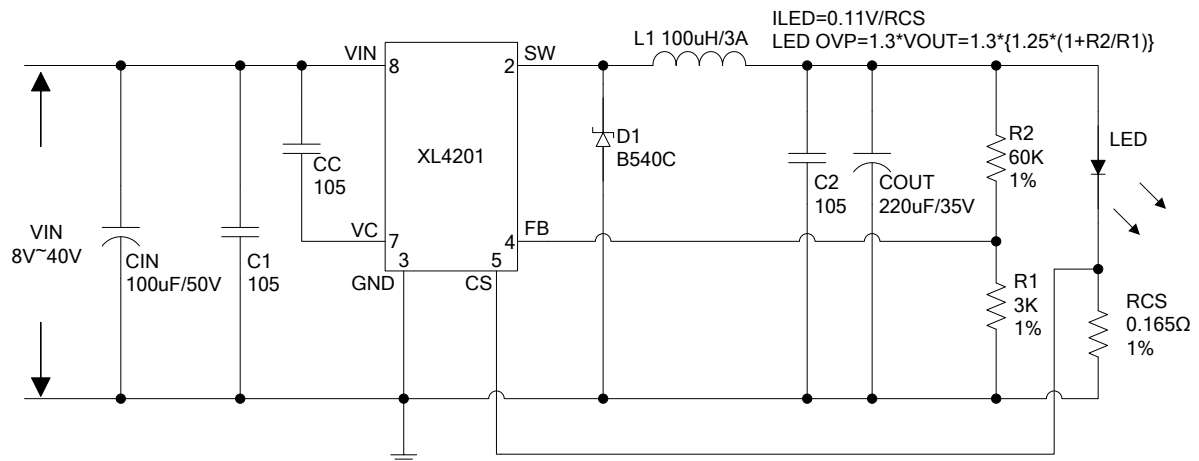 ILED=0.11V/RCS
LED OVP=1.3*VOUT=1.3*{1.25*(1+R2/R1)}
L1 100uH/3A
VIN
8
2
SW
XL4201
CC
105
VC
7
3
GND
5
CS
4
FB
VIN
8V~40V
CIN
100uF/50V
C1
105
D1
B540C
C2
105
COUT
220uF/35V
R2
60K
1%
LED
R1
3K
1%
RCS
0.165Ω
1%